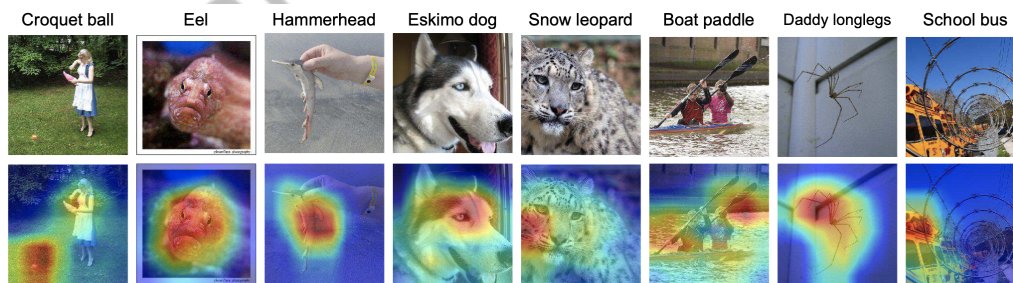 Croquet ball
Eel
Hammerhead
Eskimo dog
Snow leopard
Boat paddle
Daddy longlegs
School bus